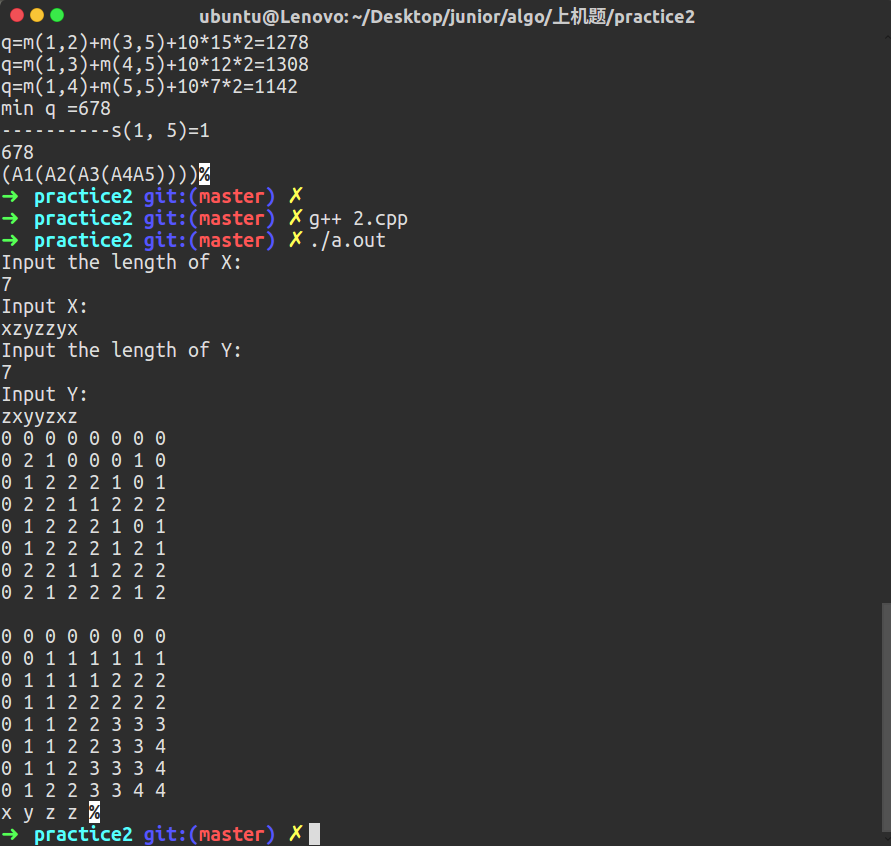 ubuntu@Lenovo: ~/Desktop/junior/algo/上机题/practice2
q=m(1,2)+m(3,5)+10*15*2=1278
q=m(1,3)+m(4,5)+10*12*2=1308
q=m(1,4)+m(5,5)+10*7*2=1142
min q =678
----------s(1, 5)=1
678
(A1(A2(A3(A4A5))))%
➜ practice2 git:(master) ✗
➜ practice2 git:(master) ✗ g++ 2.cpp
➜ practice2 git:(master) ✗ ./a.out
Input the length of X:
7
Input X:
xzyzzyx
Input the length of Y:
7
Input Y:
zxyyzxz
0 0 0 0 0 0 0 0
0 2 1 0 0 0 1 0
0 1 2 2 2 1 0 1
0 2 2 1 1 2 2 2
0 1 2 2 2 1 0 1
0 1 2 2 2 1 2 1
0 2 2 1 1 2 2 2
0 2 1 2 2 2 1 2
0 0 0 0 0 0 0 0
0 0 1 1 1 1 1 1
0 1 1 1 1 2 2 2
0 1 1 2 2 2 2 2
0 1 1 2 2 3 3 3
0 1 1 2 2 3 3 4
0 1 1 2 3 3 3 4
0 1 2 2 3 3 4 4
x y z z %
➜ practice2 git:(master) ✗